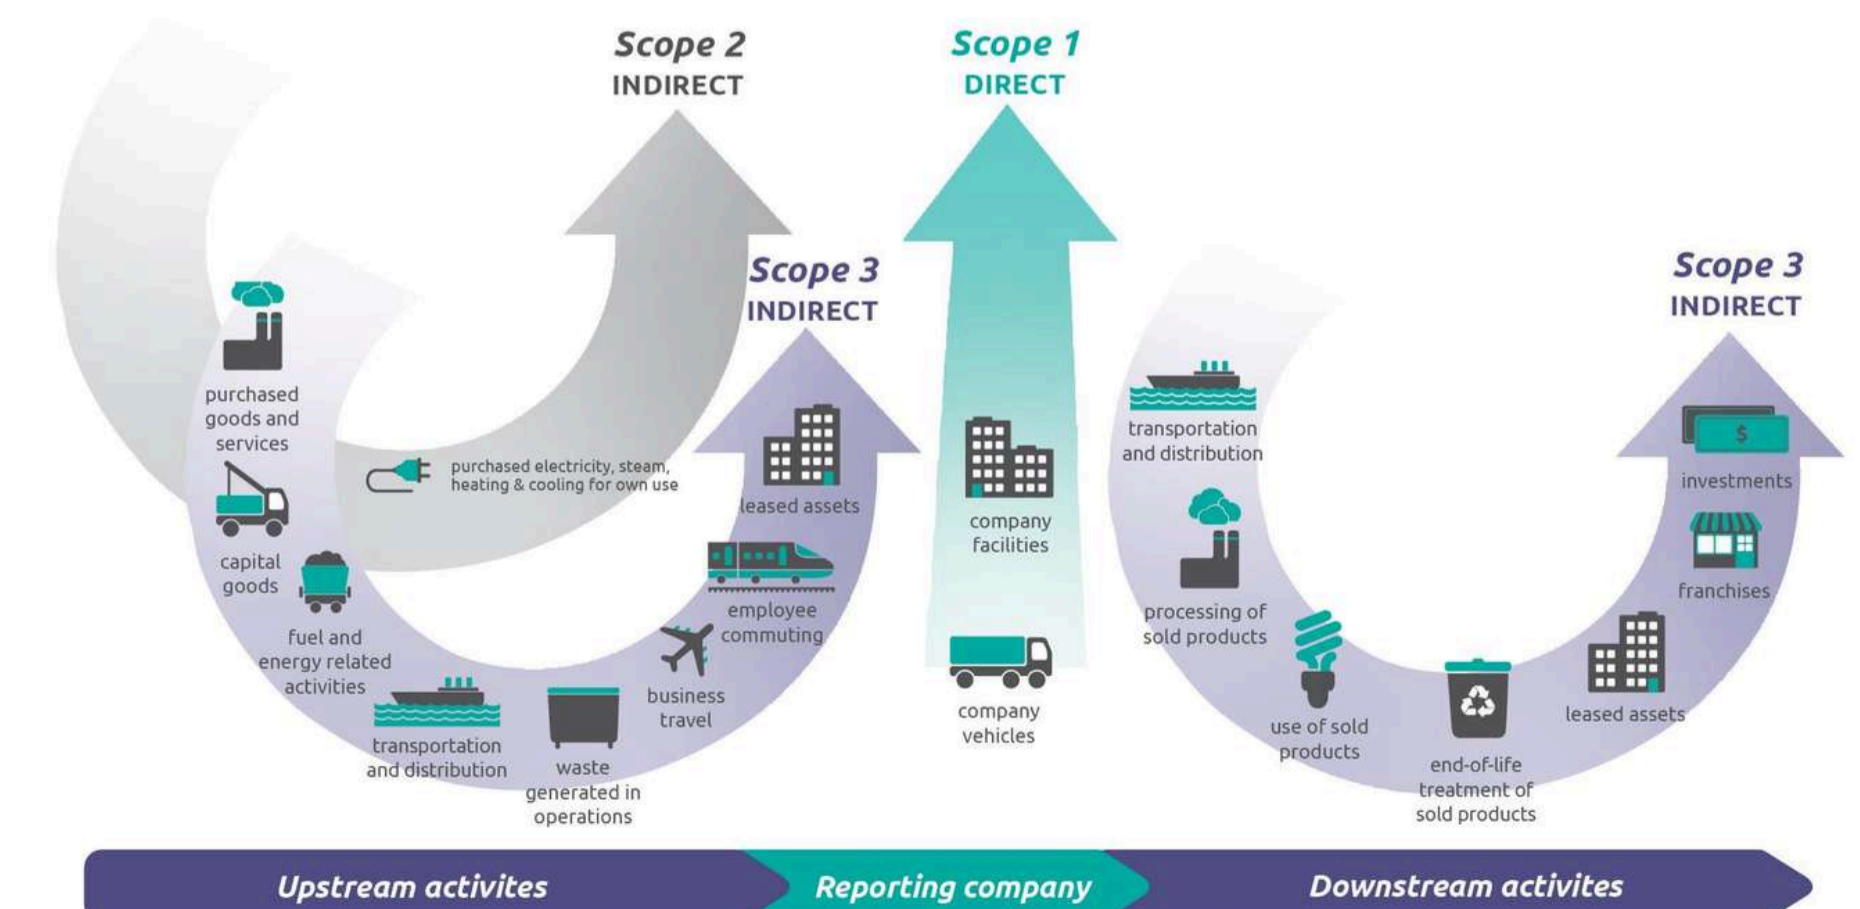 Scope 2
INDIRECT
Scope 1
DIRECT
Scope 3
INDIRECT
Scope 3
INDIRECT
purchased
goods and
services
capital
goods
fuel and
energy related
activities
transportation
and distribution
waste
generated in
operations
business
travel
employee
commuting
leased assets
purchased electricity, steam,
heating & cooling for own use
company
facilities
company
vehicles
transportation
and distribution
processing of
sold products
use of sold
products
end-of-life
treatment of
sold products
leased assets
franchises
investments
$
Upstream activites
Reporting company
Downstream activites